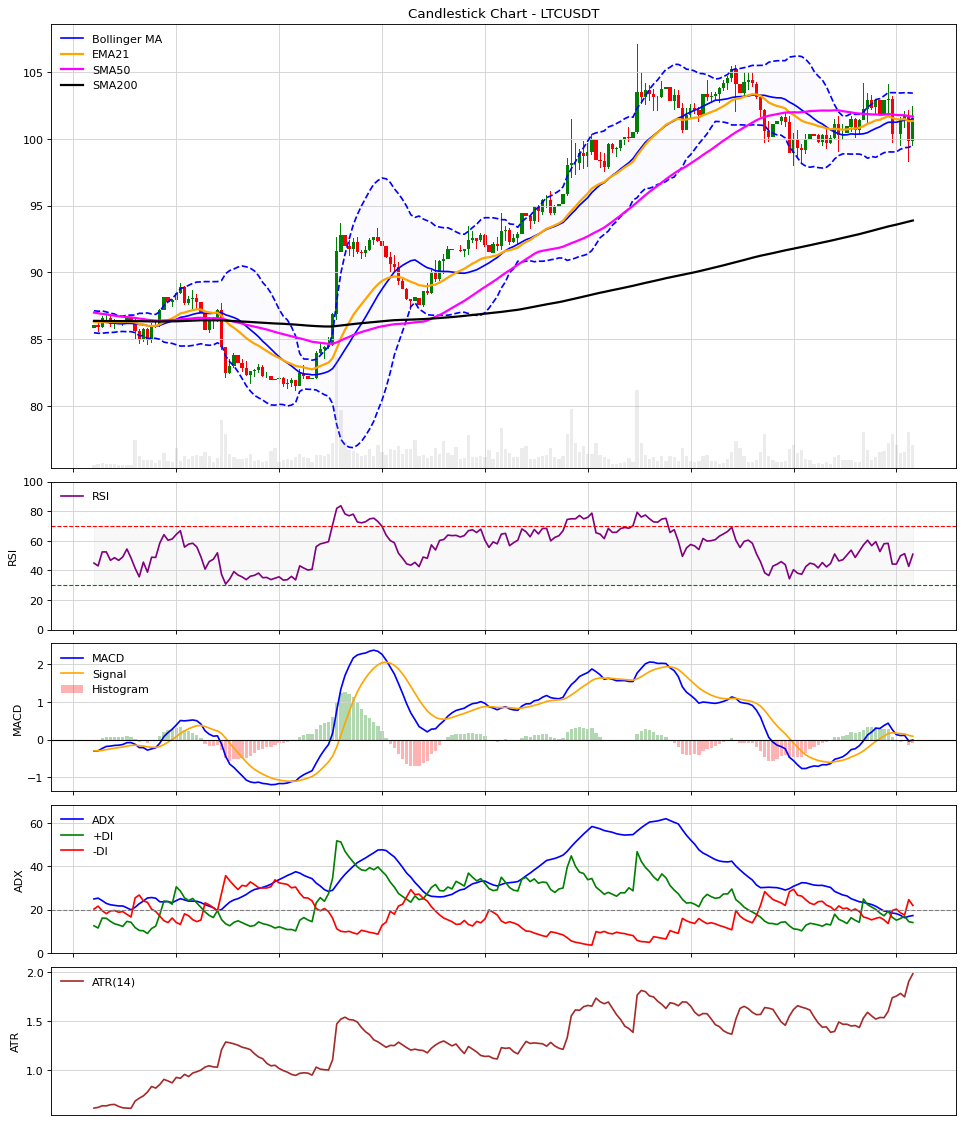 Candlestick Chart - LTCUSDT
Bollinger MA
EMA21
SMA50
SMA200
105
100
95
90
85
80
RSI
100
80
60
40
20
0
RSI
MACD
Signal
Histogram
2
1
0
−1
MACD
ADX
+DI
-DI
60
40
20
0
ADX
ATR(14)
2.0
1.5
1.0
ATR